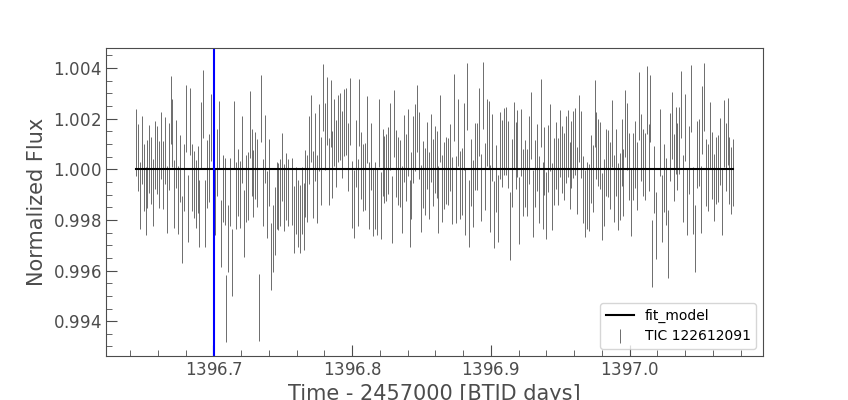 1.004
1.002
1.000
0.998
0.996
0.994
Normalized Flux
fit_model
TIC 122612091
1396.7 1396.8 1396.9 1397.0
Time - 2457000 [BTJD days]